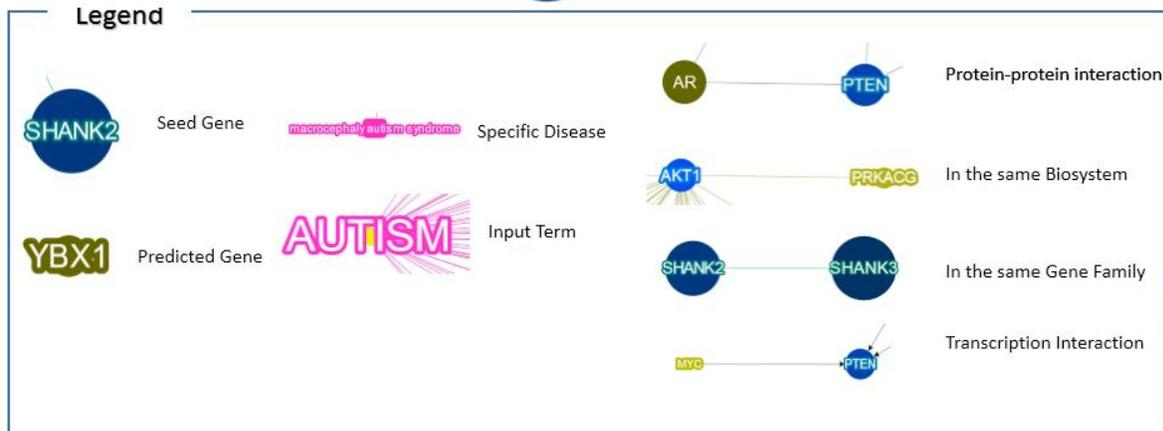 Legend
SHANK2
Seed Gene
macrocephaly autism syndrome
Specific Disease
YBX1
Predicted Gene
AUTISM
Input Term
AR
PTEN
Protein-protein interaction
AKT1
PRKACG
In the same Biosystem
SHANK2
SHANK3
In the same Gene Family
MYC
PTEN
Transcription Interaction